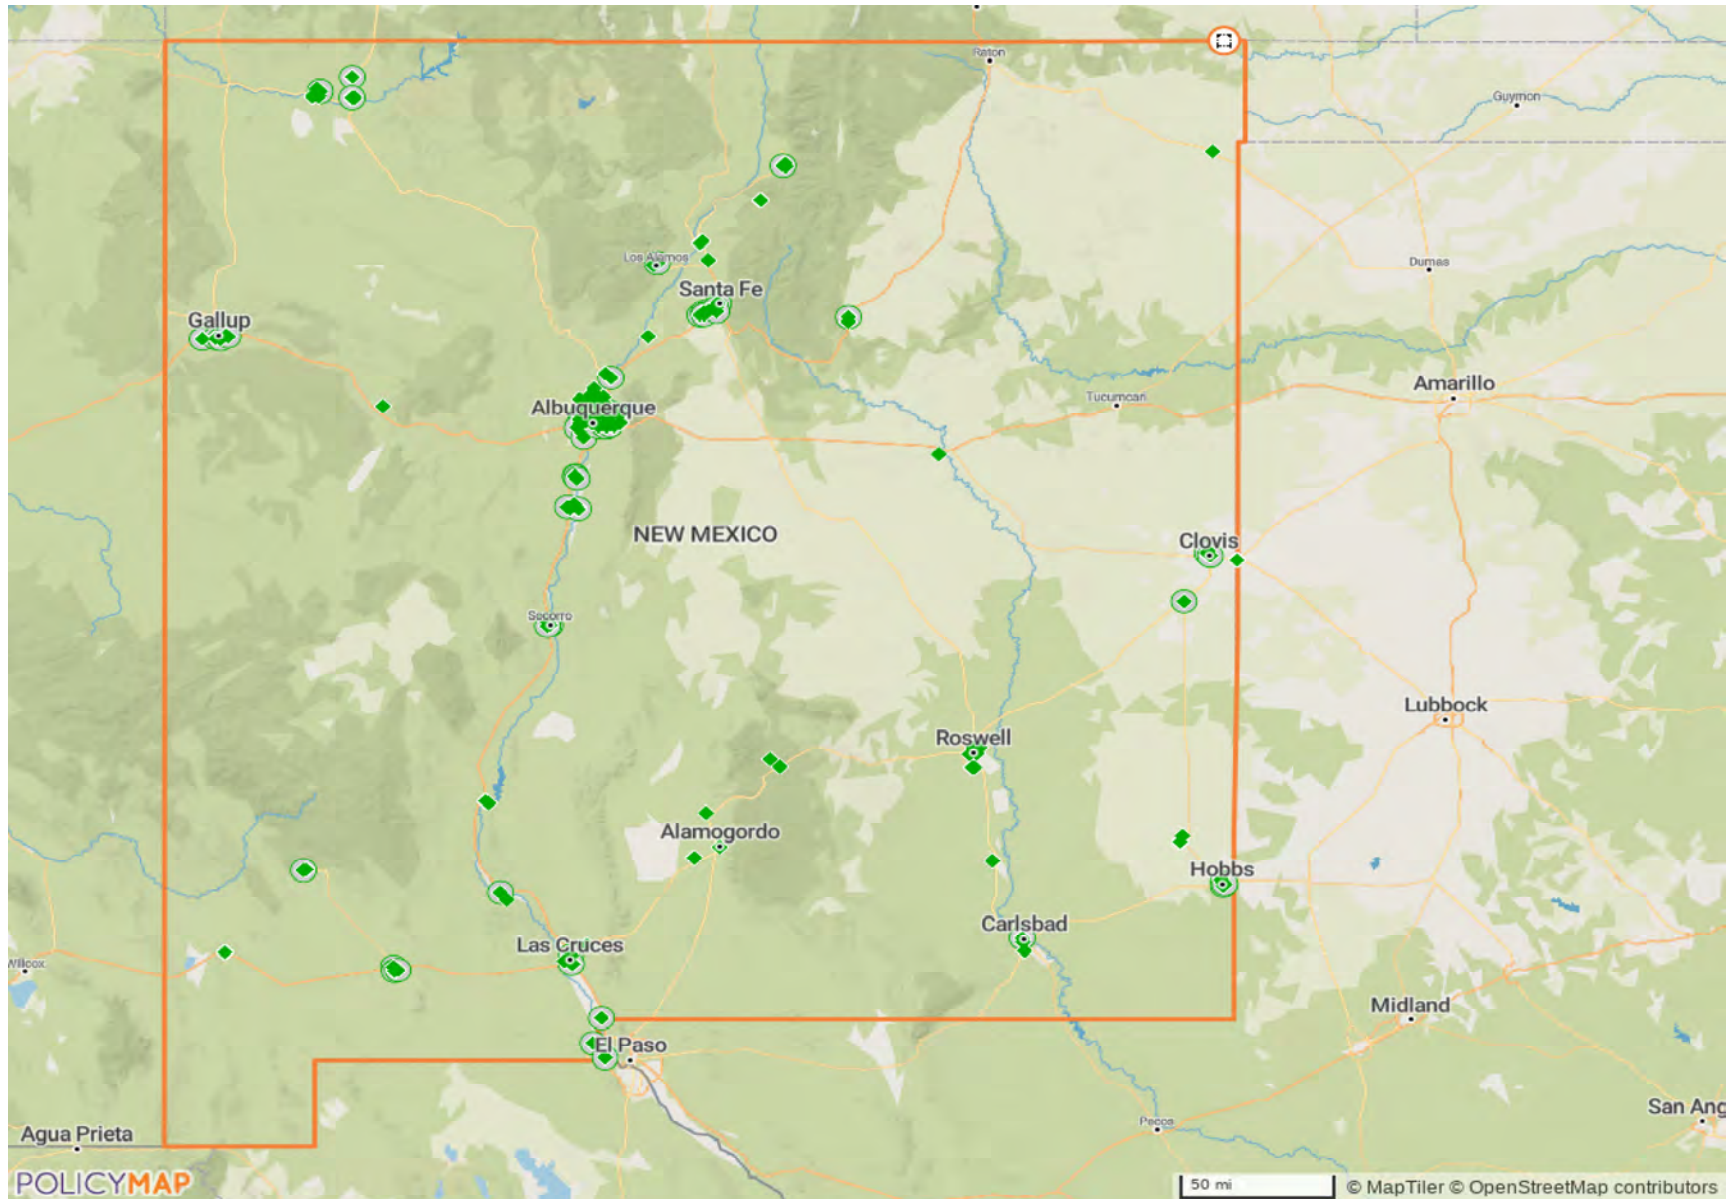 Raton
Guymon
Los Alamos
Dumas
Santa Fe
Gallup
Amarillo
Tucumcari
Albuquerque
NEW MEXICO
Clovis
Socorro
Lubbock
Roswell
Alamogordo
Hobbs
Carlsbad
Las Cruces
Willcox
Midland
El Paso
San Ang
Pecos
Agua Prieta
POLICYMAP
50 mi
© MapTiler © OpenStreetMap contributors